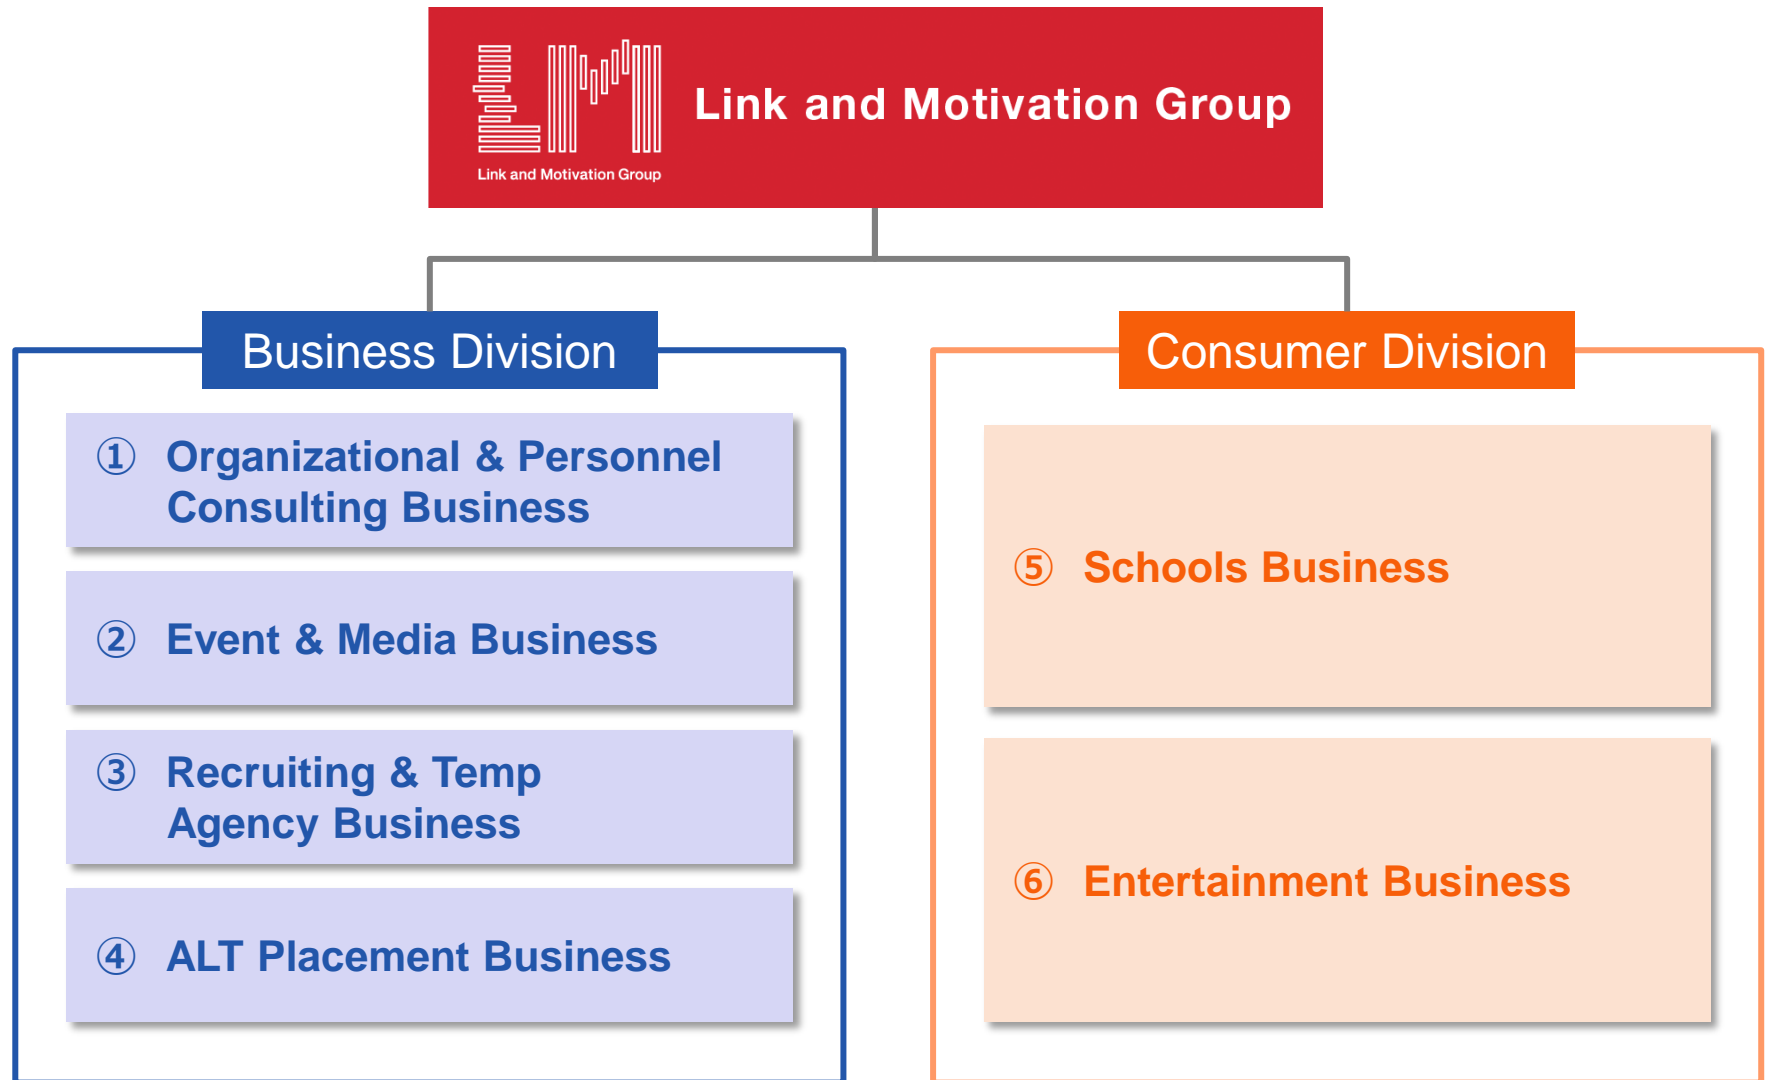 Link and Motivation Group
Link and Motivation Group
Business Division
① Organizational & Personnel
Consulting Business
② Event & Media Business
③ Recruiting & Temp
Agency Business
④ ALT Placement Business
Consumer Division
⑤ Schools Business
⑥ Entertainment Business